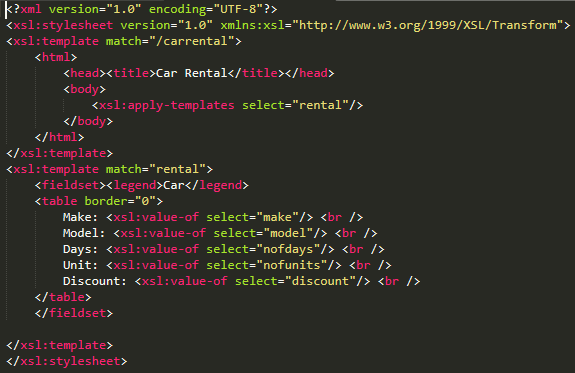 <?xml version="1.0" encoding="UTF-8"?>
<xsl:stylesheet version="1.0" xmlns:xsl="http://www.w3.org/1999/XSL/Transform">
<xsl:template match="/carrental">
    <html>
        <head><title>Car Rental</title></head>
        <body>
            <xsl:apply-templates select="rental"/>
        </body>
    </html>
</xsl:template>
<xsl:template match="rental">
    <fieldset><legend>Car</legend>
    <table border="0">
        Make: <xsl:value-of select="make"/> <br />
        Model: <xsl:value-of select="model"/> <br />
        Days: <xsl:value-of select="nofdays"/> <br />
        Unit: <xsl:value-of select="nofunits"/> <br />
        Discount: <xsl:value-of select="discount"/> <br />
    </table>
    </fieldset>

</xsl:template>
</xsl:stylesheet>